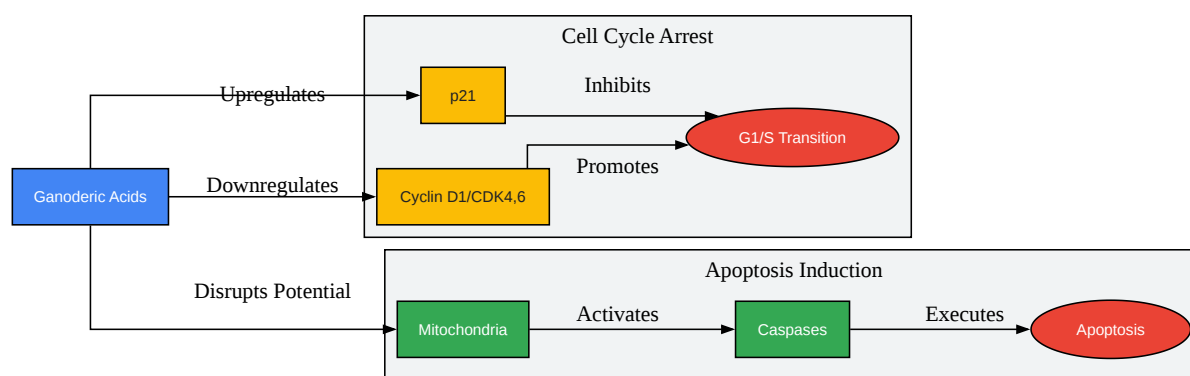 Cell Cycle Arrest
Upregulates
p21
Inhibits
G1/S Transition
Ganoderic Acids
Downregulates
Cyclin D1/CDK4,6
Promotes
Apoptosis Induction
Disrupts Potential
Mitochondria
Activates
Caspases
Executes
Apoptosis